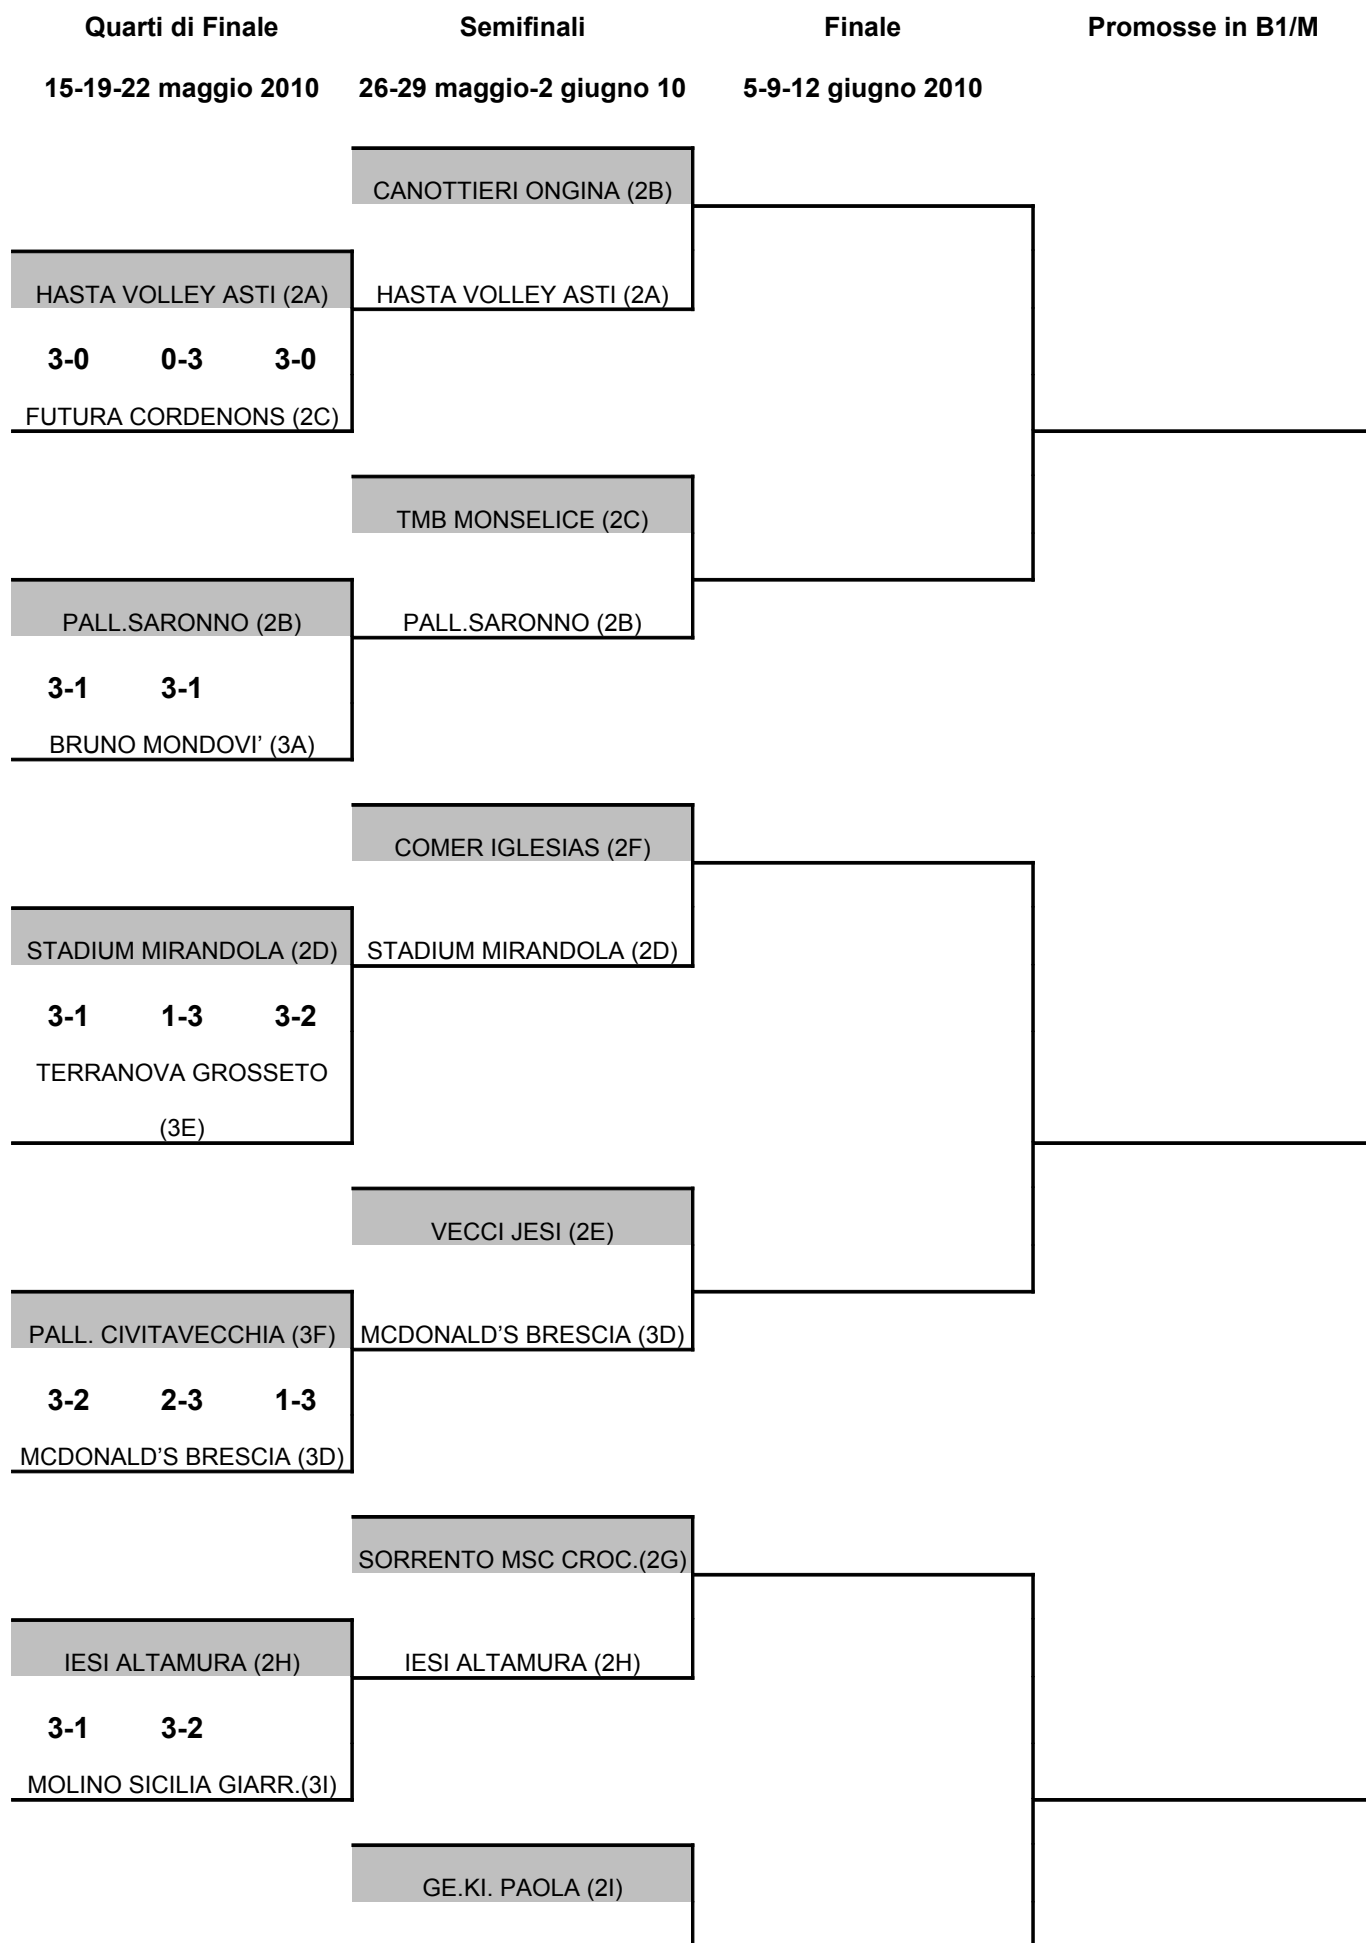 Quarti di Finale Semifinali Finale Promosse in B1/M
15-19-22 maggio 2010 26-29 maggio-2 giugno 10 5-9-12 giugno 2010
CANOTTIERI ONGINA (2B)
HASTA VOLLEY ASTI (2A) HASTA VOLLEY ASTI (2A)
3-0 0-3 3-0
FUTURA CORDENONS (2C)
TMB MONSELICE (2C)
PALL.SARONNO (2B) PALL.SARONNO (2B)
3-1 3-1
BRUNO MONDOVI’ (3A)
COMER IGLESIAS (2F)
STADIUM MIRANDOLA (2D) STADIUM MIRANDOLA (2D)
3-1 1-3 3-2
TERRANOVA GROSSETO
(3E)
VECCI JESI (2E)
PALL. CIVITAVECCHIA (3F) MCDONALD’S BRESCIA (3D)
3-2 2-3 1-3
MCDONALD’S BRESCIA (3D)
SORRENTO MSC CROC.(2G)
IESI ALTAMURA (2H) IESI ALTAMURA (2H)
3-1 3-2
MOLINO SICILIA GIARR.(3I)
GE.KI. PAOLA (2I)